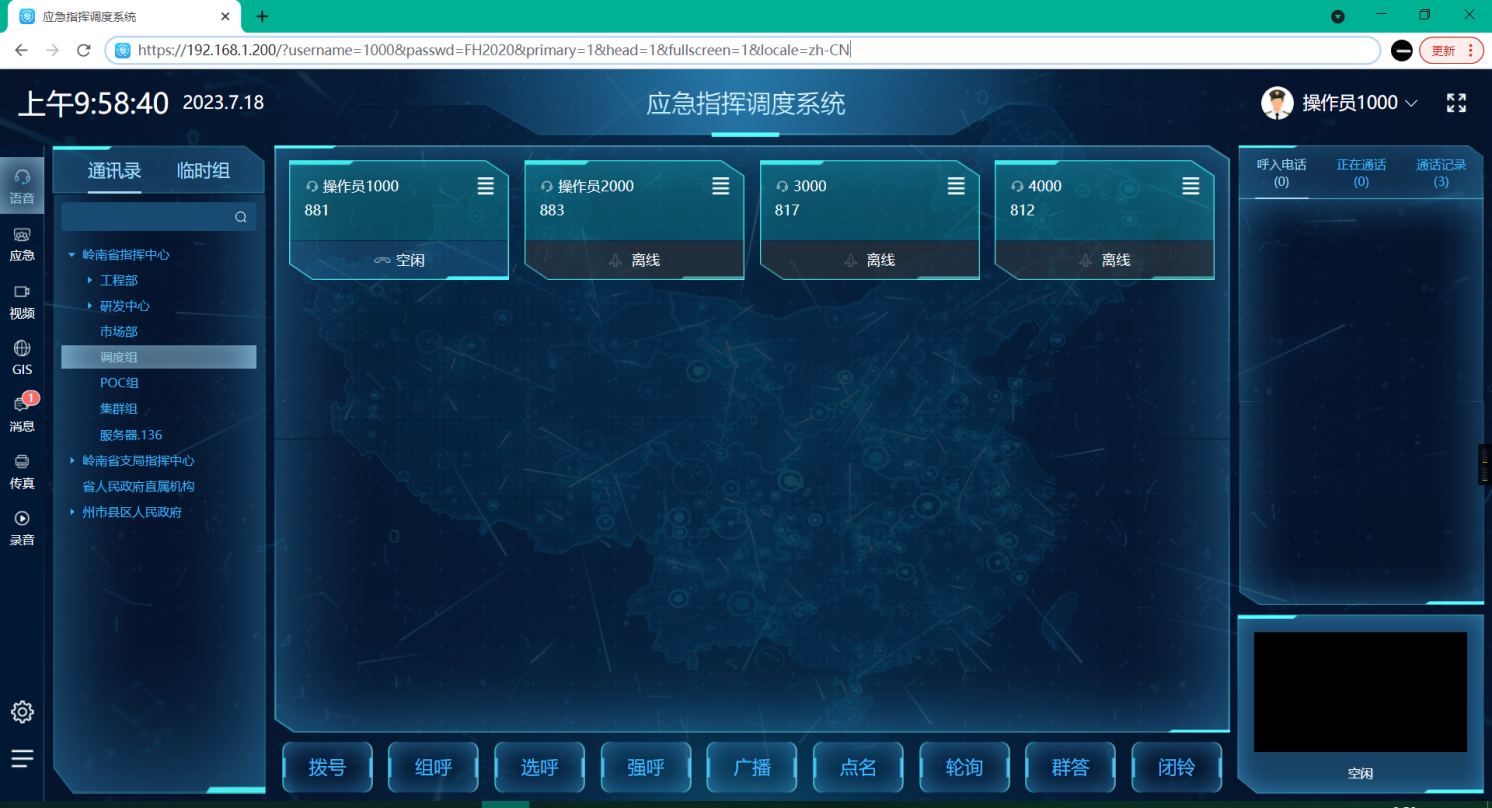 应急指挥调度系统
https://192.168.1.200/?username=1000&passwd=FH2020&primary=1&head=1&fullscreen=1&locale=zh-CN
更新
上午9:58:40 2023.7.18
应急指挥调度系统
操作员1000
语音
应急
视频
GIS
1
消息
传真
录音
通讯录 临时组
岭南省指挥中心
工程部
研发中心
市场部
调度组
POC组
集群组
服务器.136
岭南省支局指挥中心
省人民政府直属机构
州市县区人民政府
操作员1000
881
空闲
操作员2000
883
离线
3000
817
离线
4000
812
离线
呼入电话 正在通话 通话记录
(0) (0) (3)
空闲
拨号 组呼 选呼 强呼 广播 点名 轮询 群答 闭铃